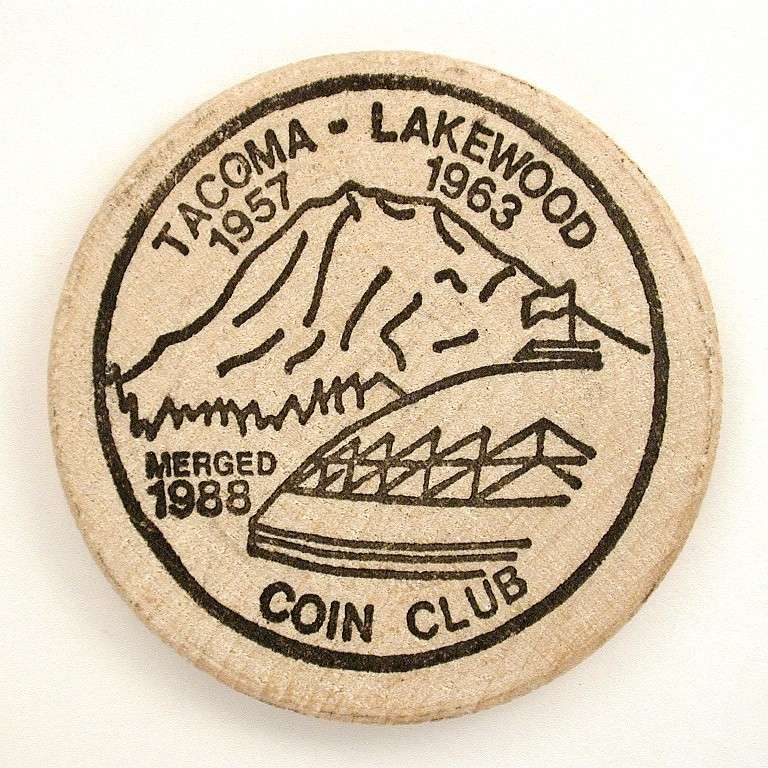 TACOMA - LAKEWOOD
1957 1963
MERGED
1988
COIN CLUB